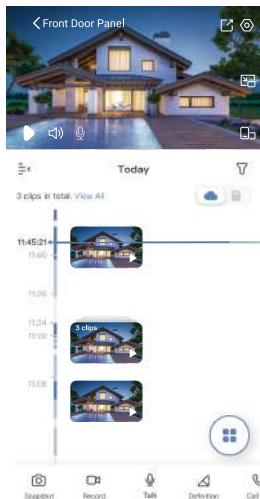 Front Door Panel
Today
3 clips in total. View All
11:45:21
11:40
11:30
11:24
3 clips
11:20
11:08
Snapshot
Record
Talk
Definition
Call